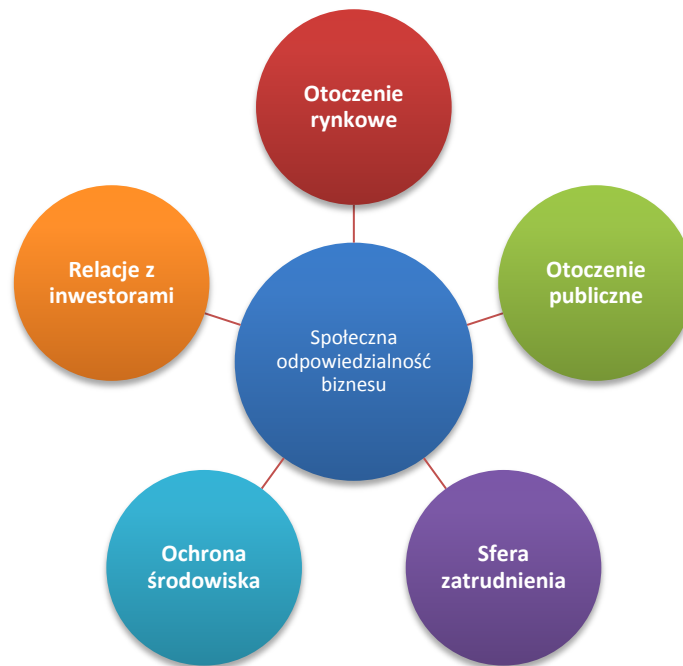 Otoczenie
rynkowe
Relacje z
inwestorami
Otoczenie
publiczne
Społeczna
odpowiedzialność
biznesu
Ochrona
środowiska
Sfera
zatrudnienia